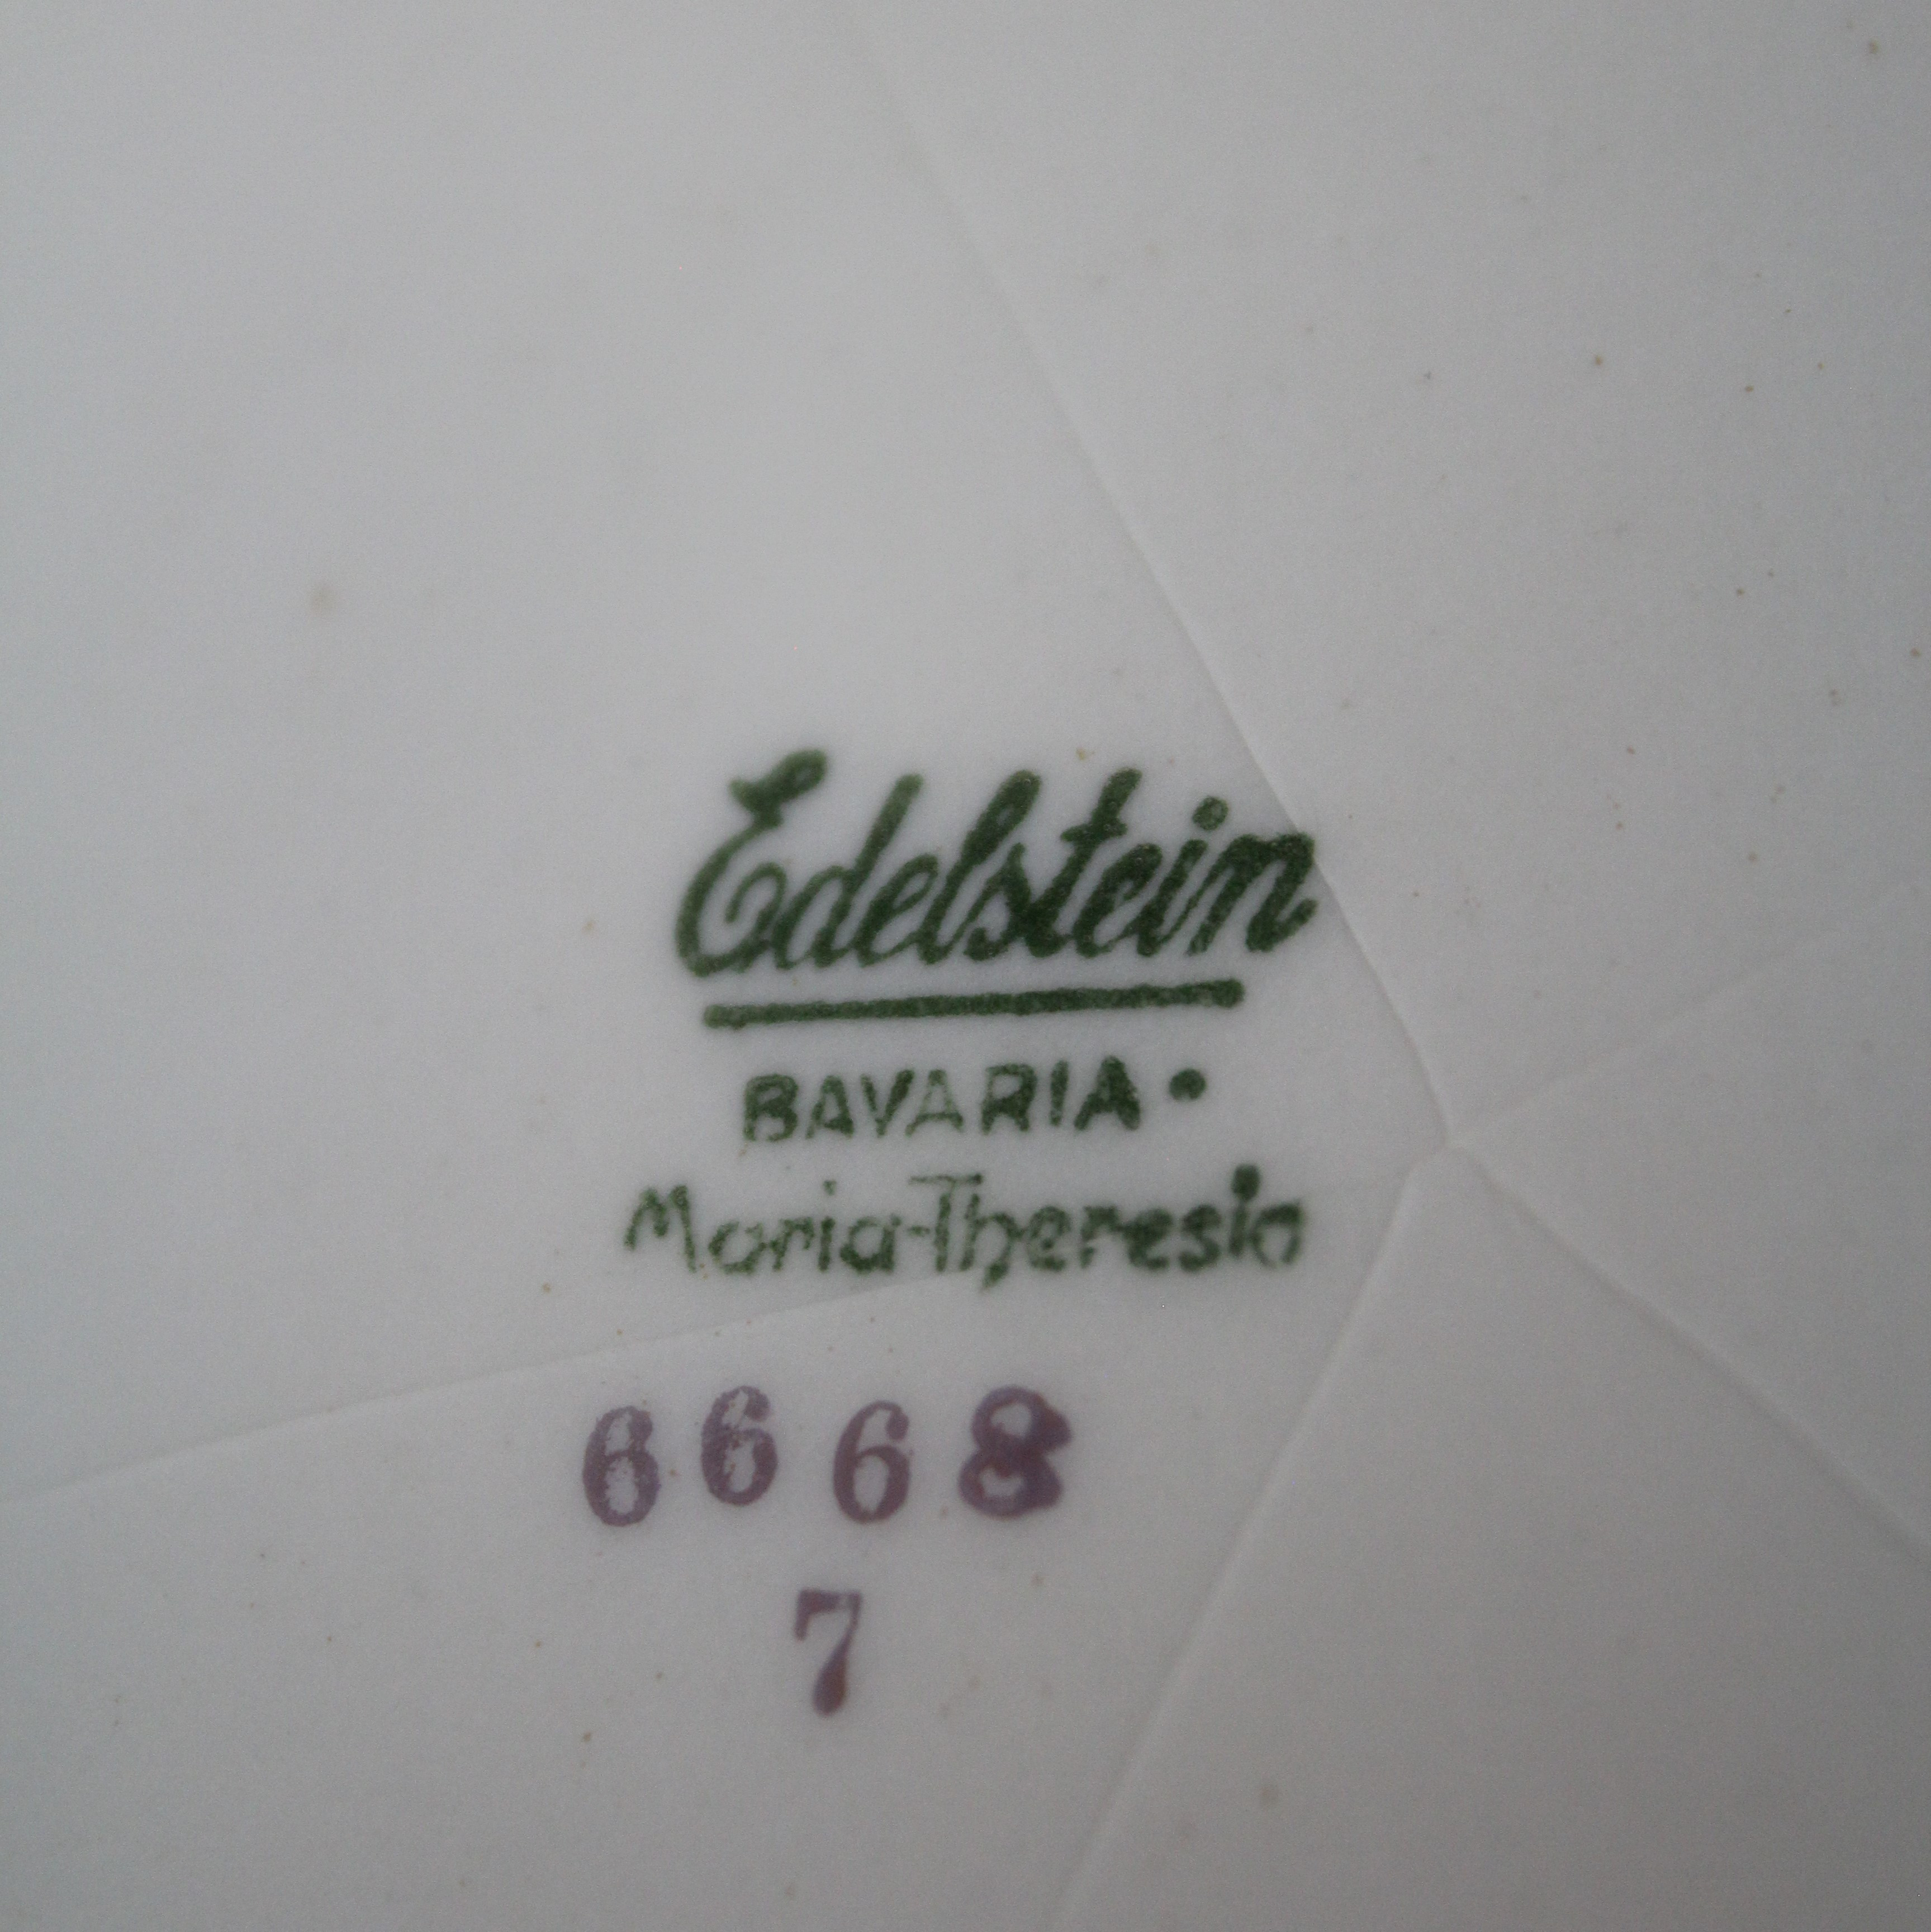 Edelstein
BAVARIA •
Maria-Theresia
6668
7